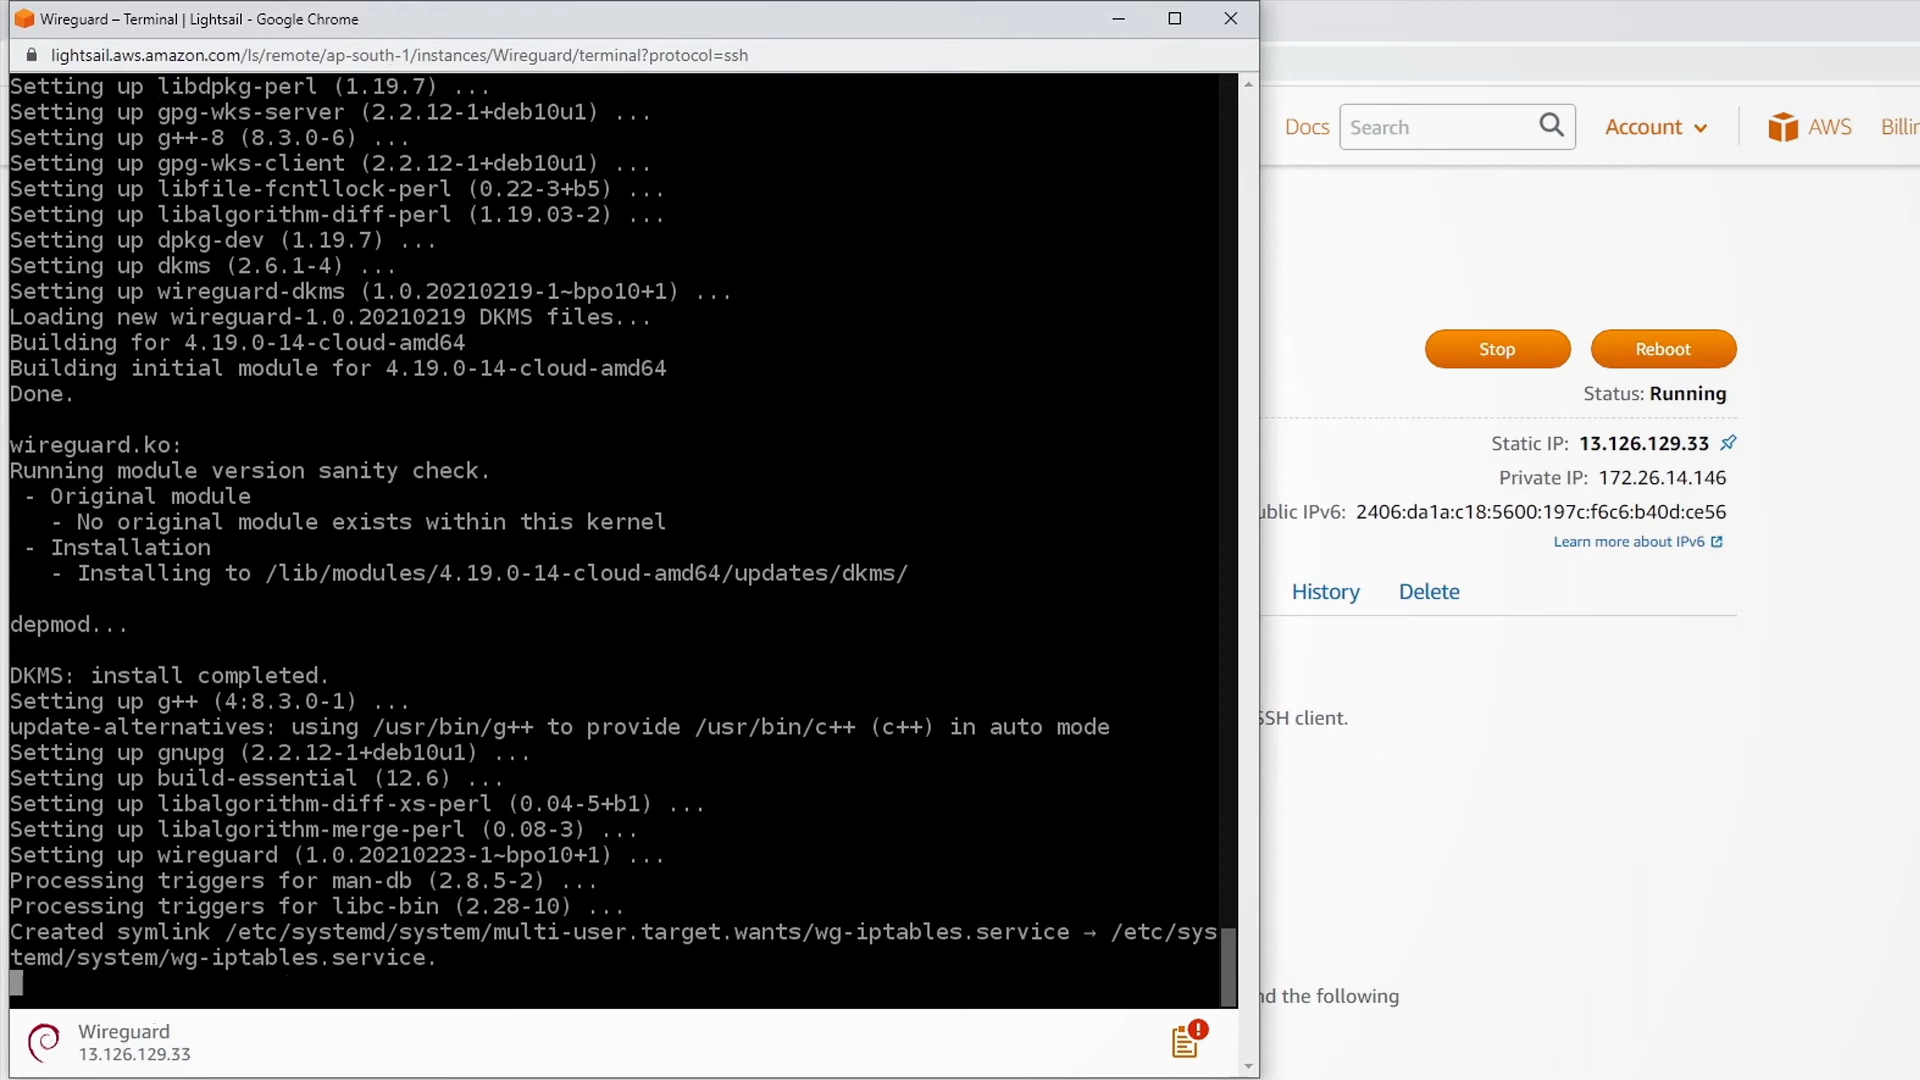 Wireguard – Terminal | Lightsail - Google Chrome
lightsail.aws.amazon.com/ls/remote/ap-south-1/instances/Wireguard/terminal?protocol=ssh
Setting up libdpkg-perl (1.19.7) ...
Setting up gpg-wks-server (2.2.12-1+deb10u1) ...
Setting up g++-8 (8.3.0-6) ...
Setting up gpg-wks-client (2.2.12-1+deb10u1) ...
Setting up libfile-fcntllock-perl (0.22-3+b5) ...
Setting up libalgorithm-diff-perl (1.19.03-2) ...
Setting up dpkg-dev (1.19.7) ...
Setting up dkms (2.6.1-4) ...
Setting up wireguard-dkms (1.0.20210219-1~bpo10+1) ...
Loading new wireguard-1.0.20210219 DKMS files...
Building for 4.19.0-14-cloud-amd64
Building initial module for 4.19.0-14-cloud-amd64
Done.
wireguard.ko:
Running module version sanity check.
- Original module
- No original module exists within this kernel
- Installation
- Installing to /lib/modules/4.19.0-14-cloud-amd64/updates/dkms/
depmod...
DKMS: install completed.
Setting up g++ (4:8.3.0-1) ...
update-alternatives: using /usr/bin/g++ to provide /usr/bin/c++ (c++) in auto mode
Setting up gnupg (2.2.12-1+deb10u1) ...
Setting up build-essential (12.6) ...
Setting up libalgorithm-diff-xs-perl (0.04-5+b1) ...
Setting up libalgorithm-merge-perl (0.08-3) ...
Setting up wireguard (1.0.20210223-1~bpo10+1) ...
Processing triggers for man-db (2.8.5-2) ...
Processing triggers for libc-bin (2.28-10) ...
Created symlink /etc/systemd/system/multi-user.target.wants/wg-iptables.service → /etc/sys
temd/system/wg-iptables.service.
Wireguard
13.126.129.33
Docs Search Account AWS Billin
Stop Reboot
Status: Running
Static IP: 13.126.129.33
Private IP: 172.26.14.146
ublic IPv6: 2406:da1a:c18:5600:197c:f6c6:b40d:ce56
Learn more about IPv6
History Delete
SSH client.
nd the following